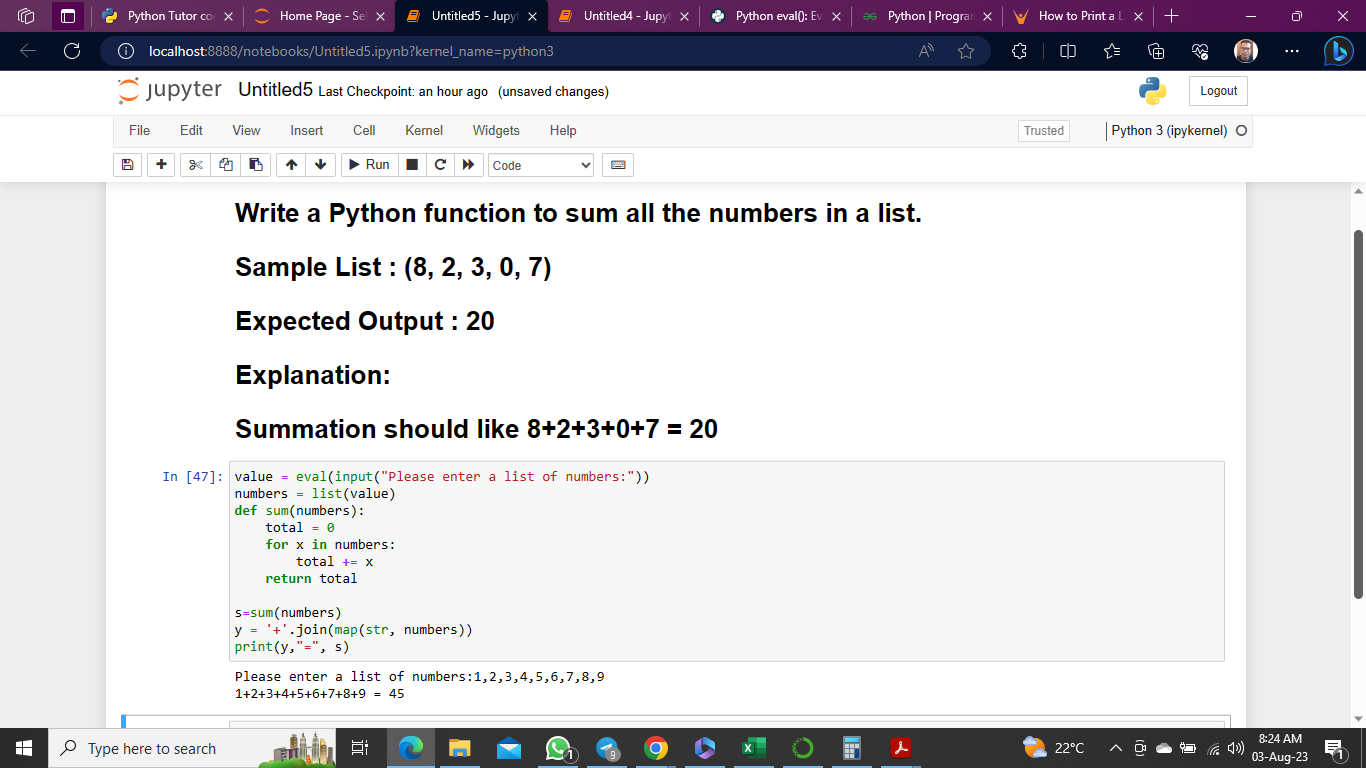 Python Tutor co
Home Page - Se
Untitled5 - Jupyt
Untitled4 - Jupyt
Python eval(): Ev
Python | Program
How to Print a L
localhost:8888/notebooks/Untitled5.ipynb?kernel_name=python3
jupyter Untitled5 Last Checkpoint: an hour ago (unsaved changes)
Logout
File Edit View Insert Cell Kernel Widgets Help
Trusted
Python 3 (ipykernel)
Run
Code
Write a Python function to sum all the numbers in a list.
Sample List : (8, 2, 3, 0, 7)
Expected Output : 20
Explanation:
Summation should like 8+2+3+0+7 = 20
In [47]:
value = eval(input("Please enter a list of numbers:"))
numbers = list(value)
def sum(numbers):
    total = 0
    for x in numbers:
        total += x
    return total
s=sum(numbers)
y = '+'.join(map(str, numbers))
print(y,"=", s)
Please enter a list of numbers:1,2,3,4,5,6,7,8,9
1+2+3+4+5+6+7+8+9 = 45
Type here to search
1
9
22°C
8:24 AM
03-Aug-23
1